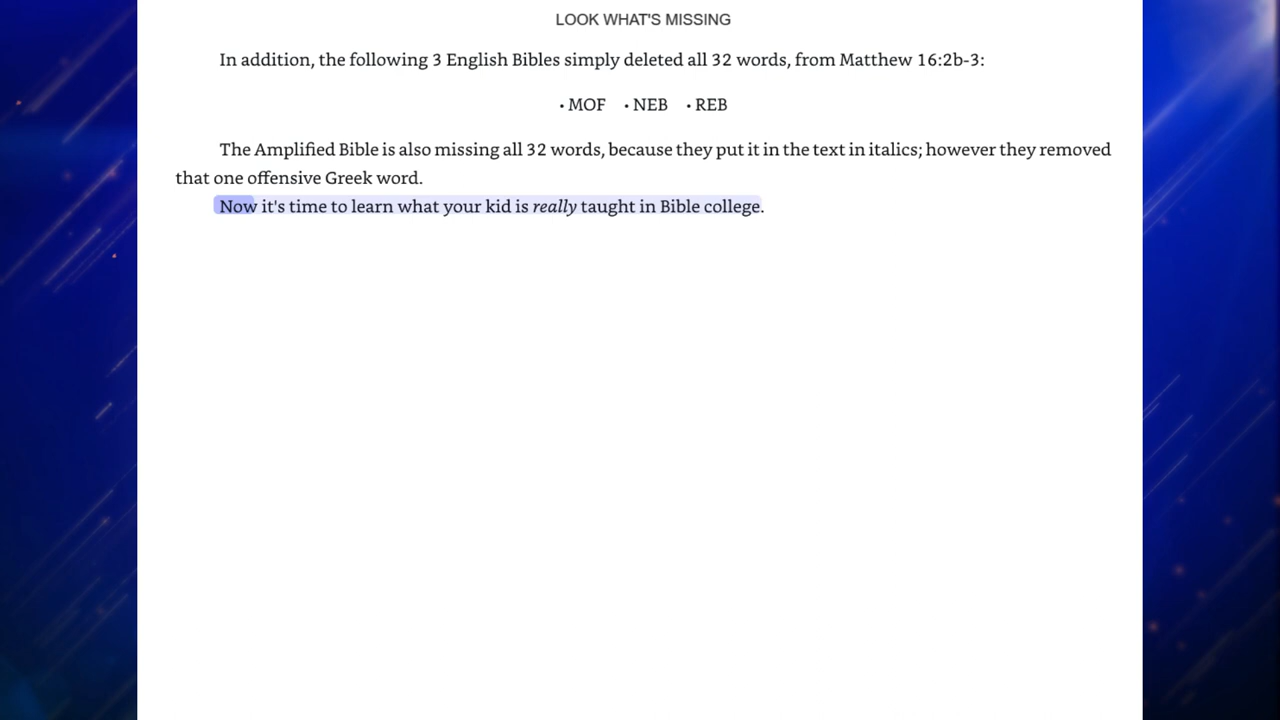 LOOK WHAT'S MISSING
In addition, the following 3 English Bibles simply deleted all 32 words, from Matthew 16:2b-3:
• MOF • NEB • REB
The Amplified Bible is also missing all 32 words, because they put it in the text in italics; however they removed
that one offensive Greek word.
Now it's time to learn what your kid is really taught in Bible college.